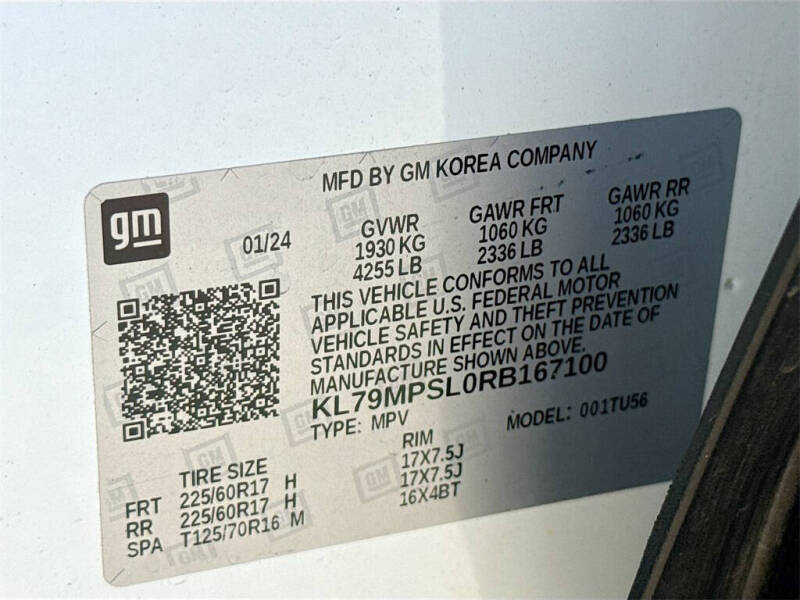 MFD BY GM KOREA COMPANY
gm
01/24
GVWR GAWR FRT GAWR RR
1930 KG 1060 KG 1060 KG
4255 LB 2336 LB 2336 LB
THIS VEHICLE CONFORMS TO ALL
APPLICABLE U.S. FEDERAL MOTOR
VEHICLE SAFETY AND THEFT PREVENTION
STANDARDS IN EFFECT ON THE DATE OF
MANUFACTURE SHOWN ABOVE.
KL79MPSL0RB167100
TYPE: MPV MODEL: 001TU56
TIRE SIZE RIM
FRT 225/60R17 H 17X7.5J
RR 225/60R17 H 17X7.5J
SPA T125/70R16 M 16X4BT